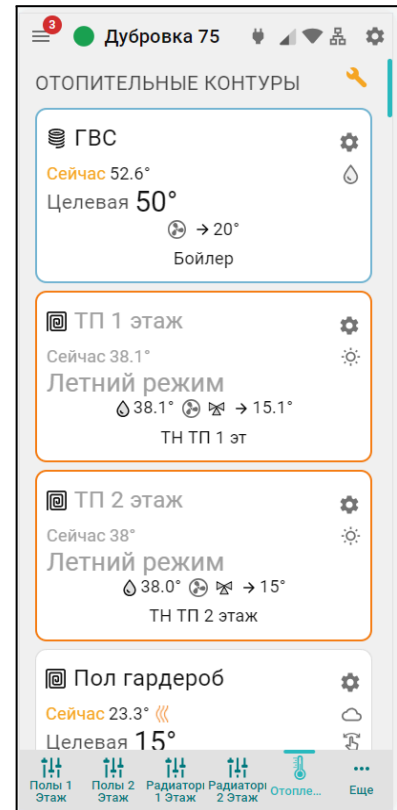 3
Дубровка 75
ОТОПИТЕЛЬНЫЕ КОНТУРЫ
ГВС
Сейчас 52.6°
Целевая 50°
→ 20°
Бойлер
ТП 1 этаж
Сейчас 38.1°
Летний режим
38.1° → 15.1°
ТН ТП 1 эт
ТП 2 этаж
Сейчас 38°
Летний режим
38.0° → 15°
ТН ТП 2 этаж
Пол гардероб
Сейчас 23.3°
Целевая 15°
Полы 1 Этаж
Полы 2 Этаж
Радиаторі 1 Этаж
Радиаторі 2 Этаж
Отопле...
Еще